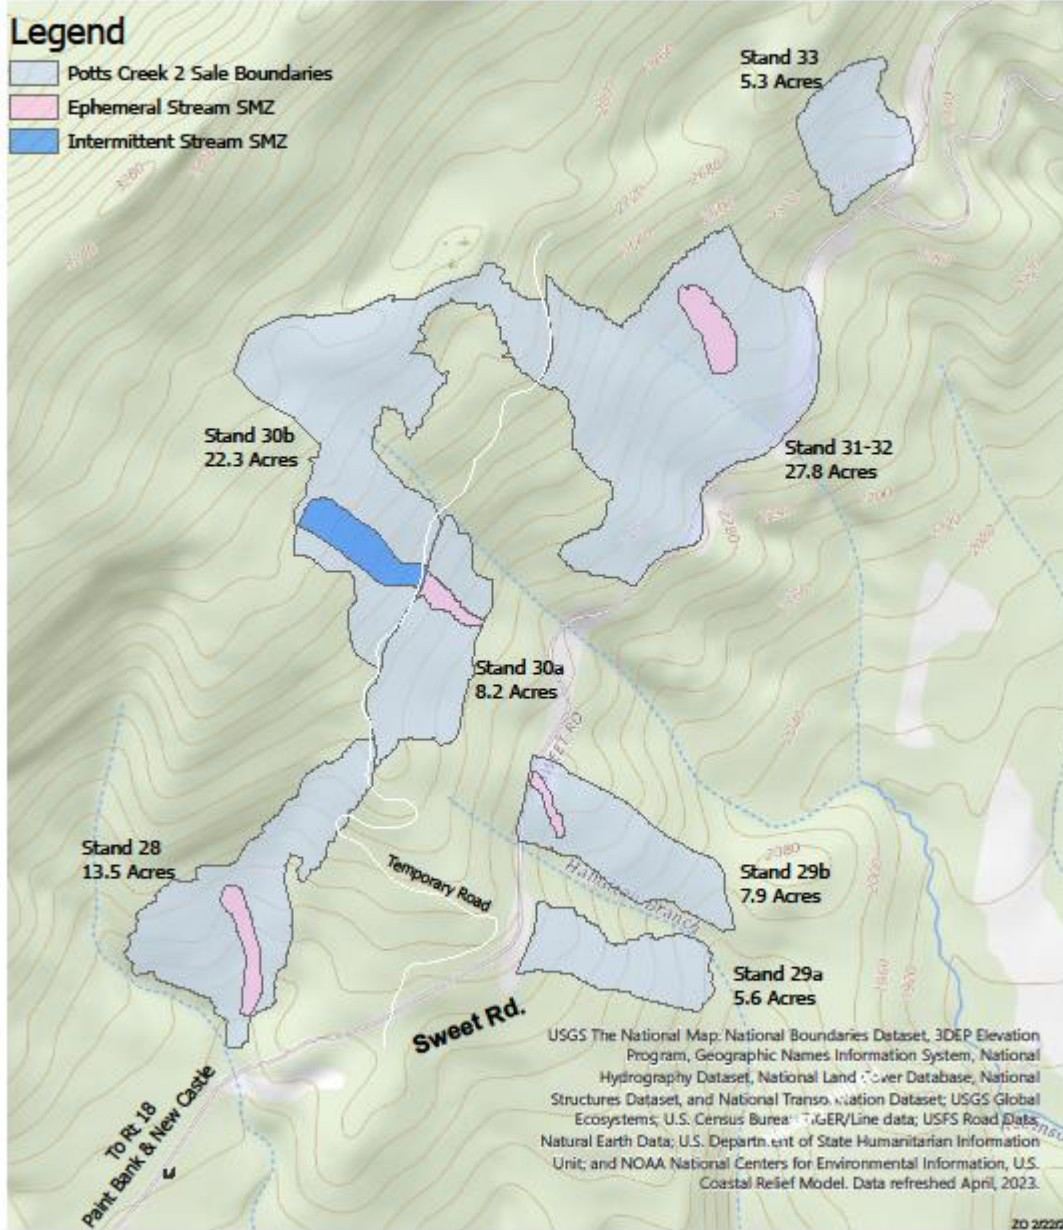 Legend
Potts Creek 2 Sale Boundaries
Ephemeral Stream SMZ
Intermittent Stream SMZ
Stand 33
5.3 Acres
Stand 30b
22.3 Acres
Stand 31-32
27.8 Acres
Stand 30a
8.2 Acres
Stand 28
13.5 Acres
Temporary Road
Stand 29b
7.9 Acres
Stand 29a
5.6 Acres
Sweet Rd.
To Rt 18
Paint Bank & New Castle
3260
2680
2280
2080
1960
USGS The National Map: National Boundaries Dataset, 3DEP Elevation
Program, Geographic Names Information System, National
Hydrography Dataset, National Land Cover Database, National
Structures Dataset, and National Transportation Dataset; USGS Global
Ecosystems; U.S. Census Bureau TIGER/Line data; USFS Road Data;
Natural Earth Data; U.S. Department of State Humanitarian Information
Unit; and NOAA National Centers for Environmental Information, U.S.
Coastal Relief Model. Data refreshed April, 2023.